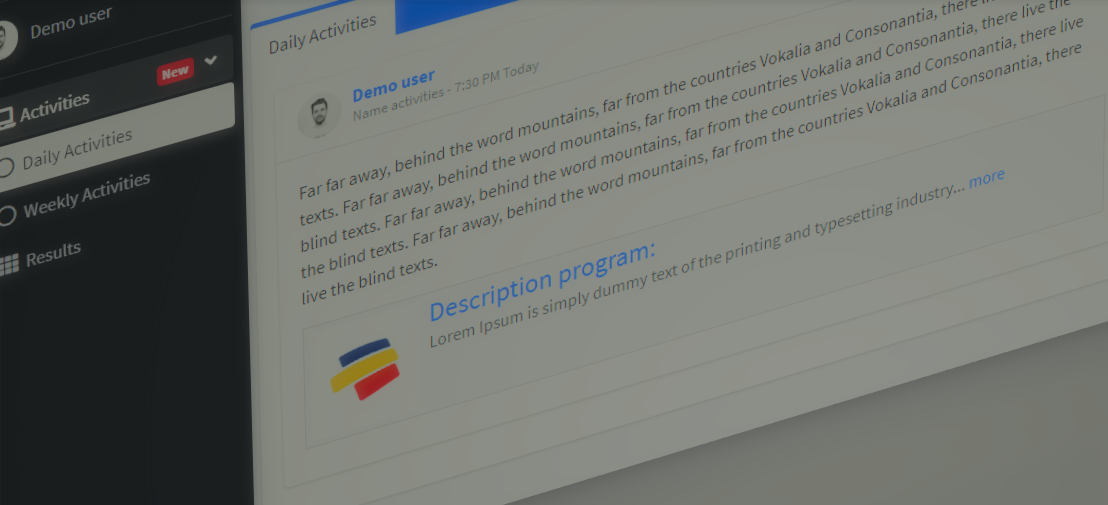 Demo user
Activities
New
Daily Activities
Weekly Activities
Results
Daily Activities
Demo user
Name activities - 7:30 PM Today
Far far away, behind the word mountains, far from the countries Vokalia and Consonantia, there
texts. Far far away, behind the word mountains, far from the countries Vokalia and Consonantia, there live the
blind texts. Far far away, behind the word mountains, far from the countries Vokalia and Consonantia, there live
the blind texts. Far far away, behind the word mountains, far from the countries Vokalia and Consonantia, there
live the blind texts.
Description program:
Lorem Ipsum is simply dummy text of the printing and typesetting industry... more